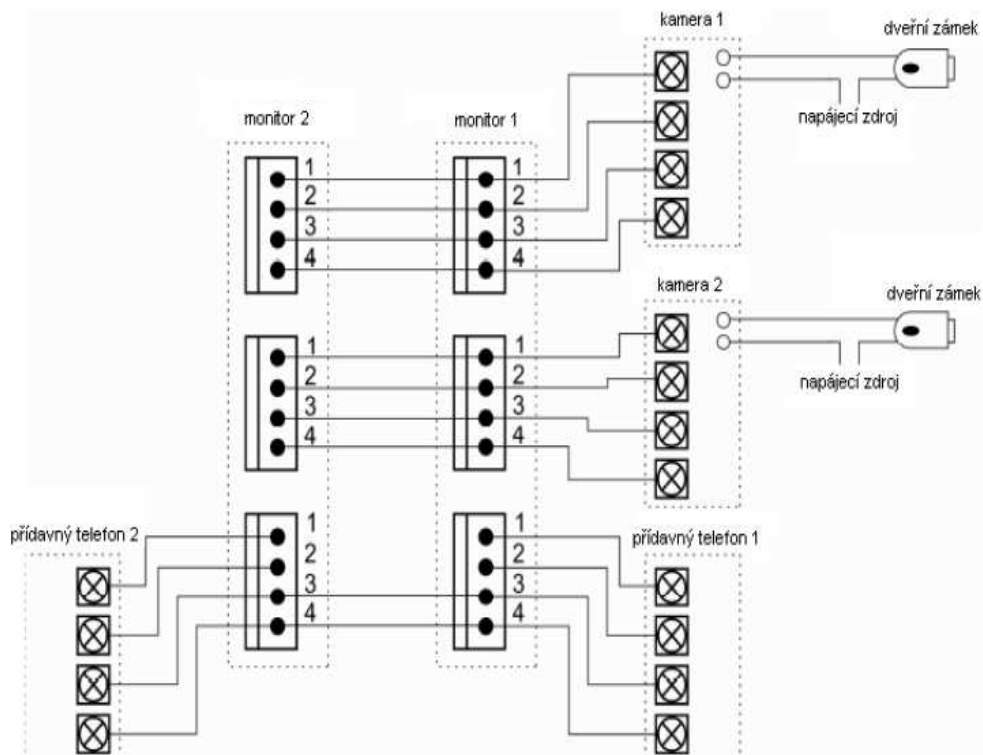 kamera 1
dveřní zámek
napájecí zdroj
monitor 2
monitor 1
1
2
3
4
1
2
3
4
kamera 2
dveřní zámek
napájecí zdroj
1
2
3
4
1
2
3
4
přídavný telefon 2
přídavný telefon 1
1
2
3
4
1
2
3
4